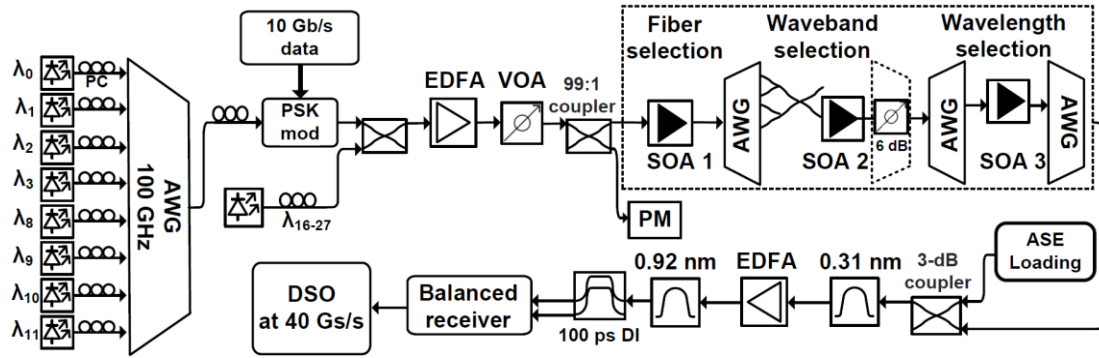 λ0
λ1
λ2
λ3
λ8
λ9
λ10
λ11
PC
AWG
100 GHz
10 Gb/s
data
PSK
mod
λ16-27
EDFA
VOA
99:1
coupler
PM
Fiber
selection
SOA 1
Waveband
selection
AWG
SOA 2
6 dB
Wavelength
selection
AWG
SOA 3
AWG
ASE
Loading
3-dB
coupler
0.31 nm
EDFA
0.92 nm
100 ps DI
Balanced
receiver
DSO
at 40 Gs/s